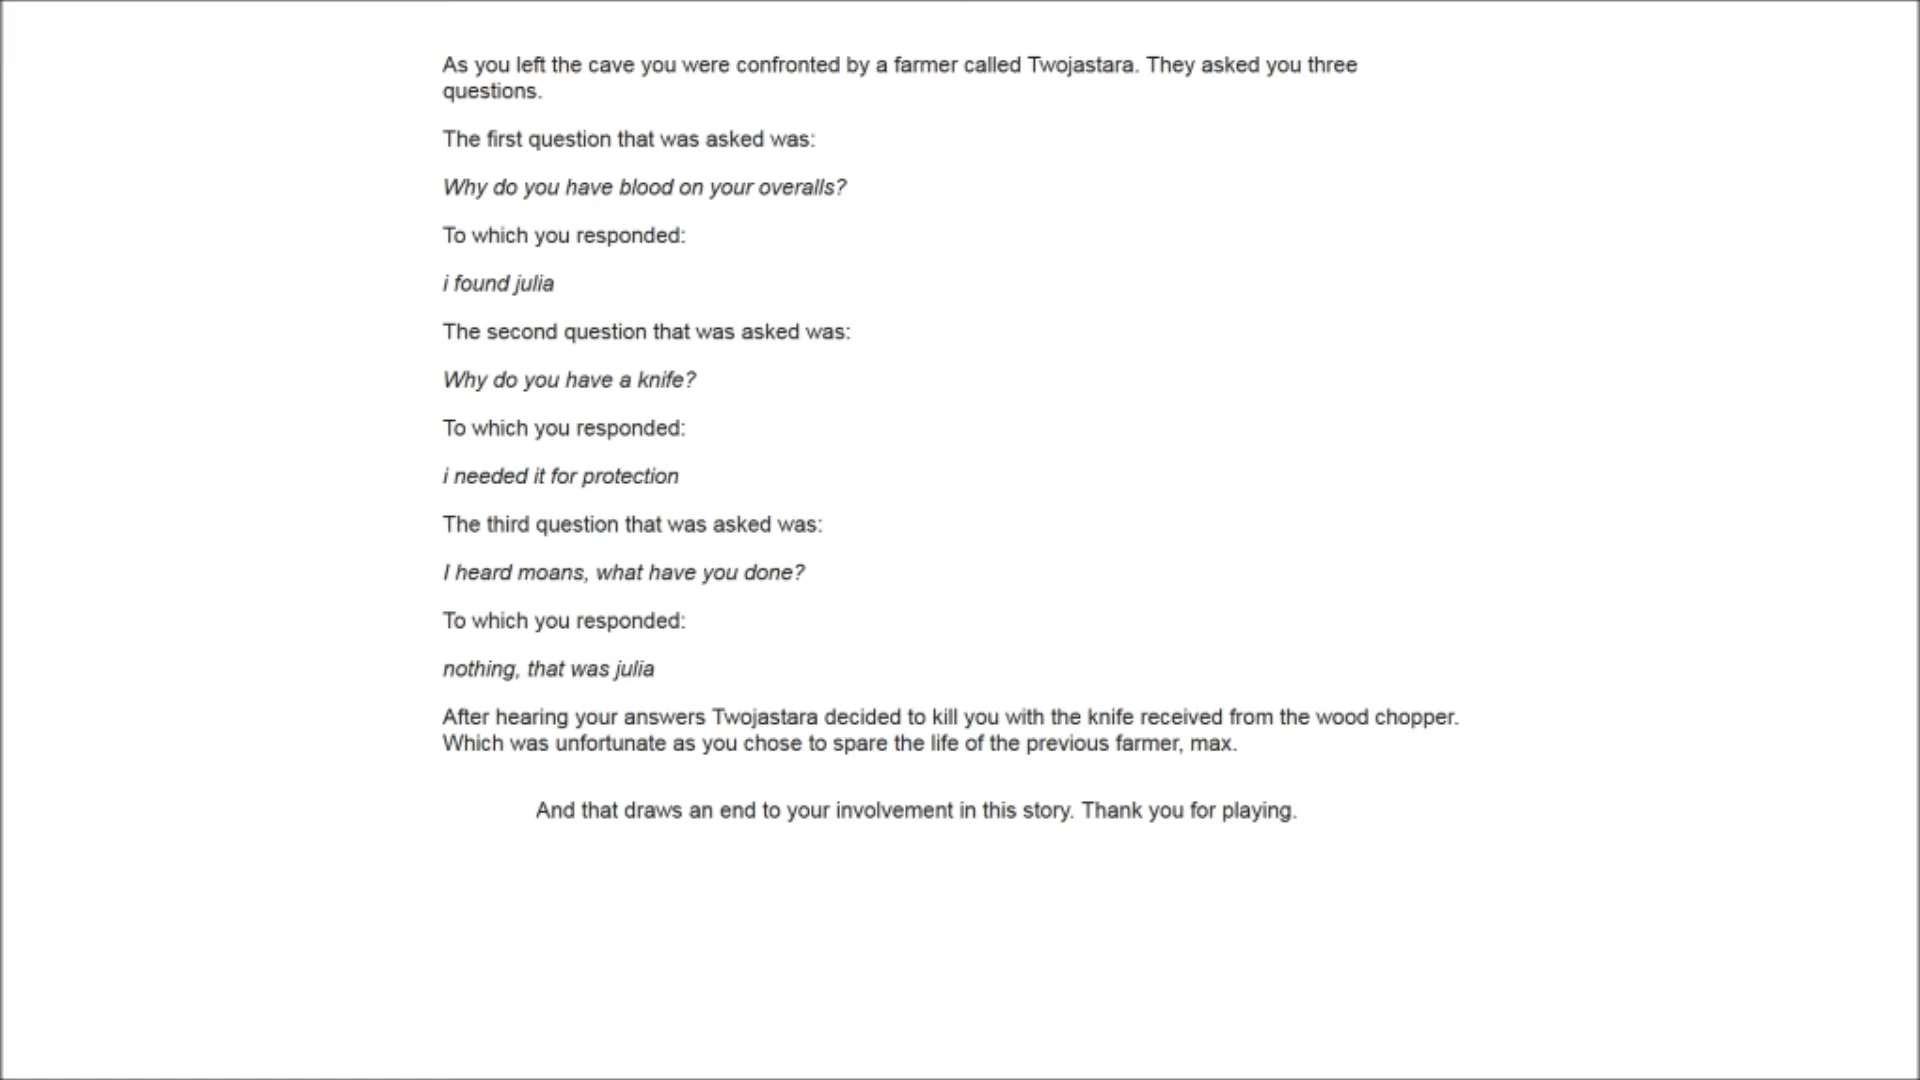 As you left the cave you were confronted by a farmer called Twojastara. They asked you three
questions.
The first question that was asked was:
Why do you have blood on your overalls?
To which you responded:
i found julia
The second question that was asked was:
Why do you have a knife?
To which you responded:
i needed it for protection
The third question that was asked was:
I heard moans, what have you done?
To which you responded:
nothing, that was julia
After hearing your answers Twojastara decided to kill you with the knife received from the wood chopper.
Which was unfortunate as you chose to spare the life of the previous farmer, max.
And that draws an end to your involvement in this story. Thank you for playing.